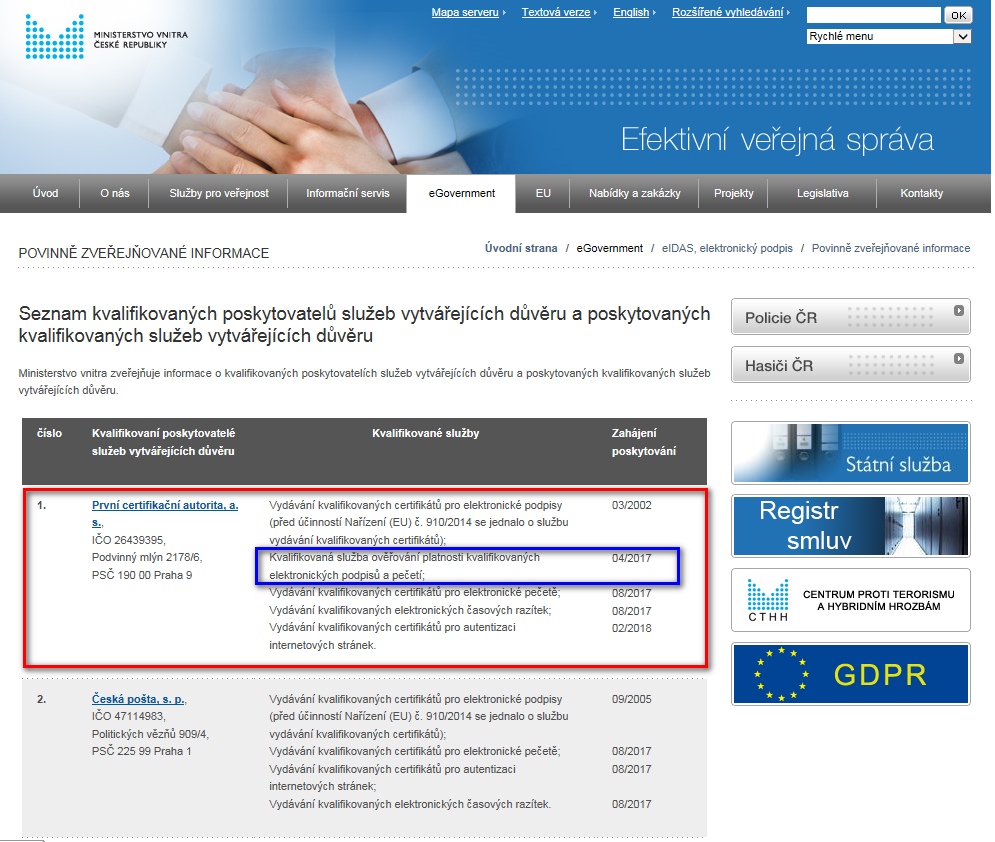 MINISTERSTVO VNITRA
ČESKÉ REPUBLIKY
Mapa serveru
Textová verze
English
Rozšířené vyhledávání
OK
Rychlé menu
Efektivní veřejná správa
Úvod
O nás
Služby pro veřejnost
Informační servis
eGovernment
EU
Nabídky a zakázky
Projekty
Legislativa
Kontakty
POVINNĚ ZVEŘEJŇOVANÉ INFORMACE
Úvodní strana / eGovernment / eIDAS, elektronický podpis / Povinně zveřejňované informace
Seznam kvalifikovaných poskytovatelů služeb vytvářejících důvěru a poskytovaných
kvalifikovaných služeb vytvářejících důvěru
Ministerstvo vnitra zveřejňuje informace o kvalifikovaných poskytovatelích služeb vytvářejících důvěru a poskytovaných kvalifikovaných služeb
vytvářejících důvěru.
číslo
Kvalifikovaní poskytovatelé
služeb vytvářejících důvěru
Kvalifikované služby
Zahájení
poskytování
1.
První certifikační autorita, a.
s.,
IČO 26439395,
Podvinný mlýn 2178/6,
PSČ 190 00 Praha 9
Vydávání kvalifikovaných certifikátů pro elektronické podpisy
(před účinností Nařízení (EU) č. 910/2014 se jednalo o službu
vydávání kvalifikovaných certifikátů);
03/2002
Kvalifikovaná služba ověřování platnosti kvalifikovaných
elektronických podpisů a pečetí;
04/2017
Vydávání kvalifikovaných certifikátů pro elektronické pečetě;
08/2017
Vydávání kvalifikovaných elektronických časových razítek;
08/2017
Vydávání kvalifikovaných certifikátů pro autentizaci
internetových stránek.
02/2018
2.
Česká pošta, s. p.,
IČO 47114983,
Politických vězňů 909/4,
PSČ 225 99 Praha 1
Vydávání kvalifikovaných certifikátů pro elektronické podpisy
(před účinností Nařízení (EU) č. 910/2014 se jednalo o službu
vydávání kvalifikovaných certifikátů);
09/2005
Vydávání kvalifikovaných certifikátů pro elektronické pečetě;
08/2017
Vydávání kvalifikovaných certifikátů pro autentizaci
internetových stránek;
08/2017
Vydávání kvalifikovaných elektronických časových razítek.
08/2017
Policie ČR
Hasiči ČR
Státní služba
Registr
smluv
CTHH
CENTRUM PROTI TERORISMU
A HYBRIDNÍM HROZBÁM
GDPR